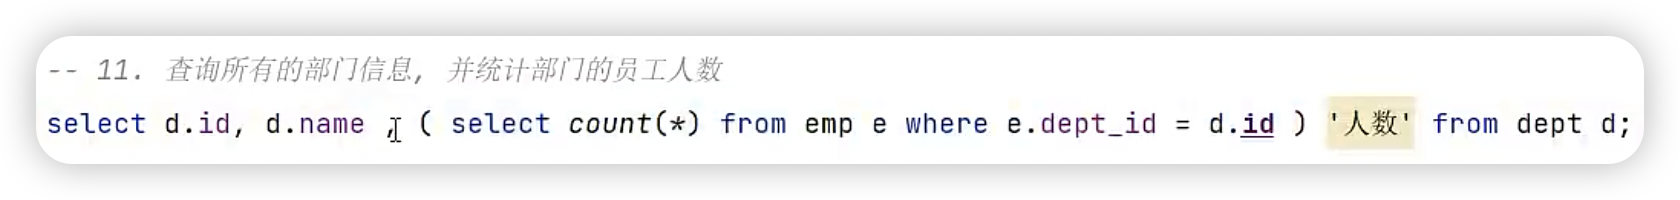 -- 11. 查询所有的部门信息, 并统计部门的员工人数
select d.id, d.name , ( select count(*) from emp e where e.dept_id = d.id ) '人数' from dept d;